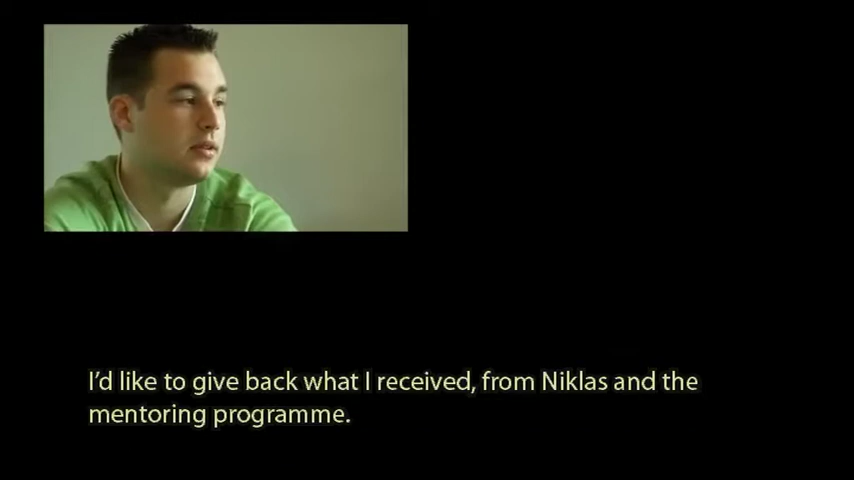 I'd like to give back what I received, from Niklas and the
mentoring programme.